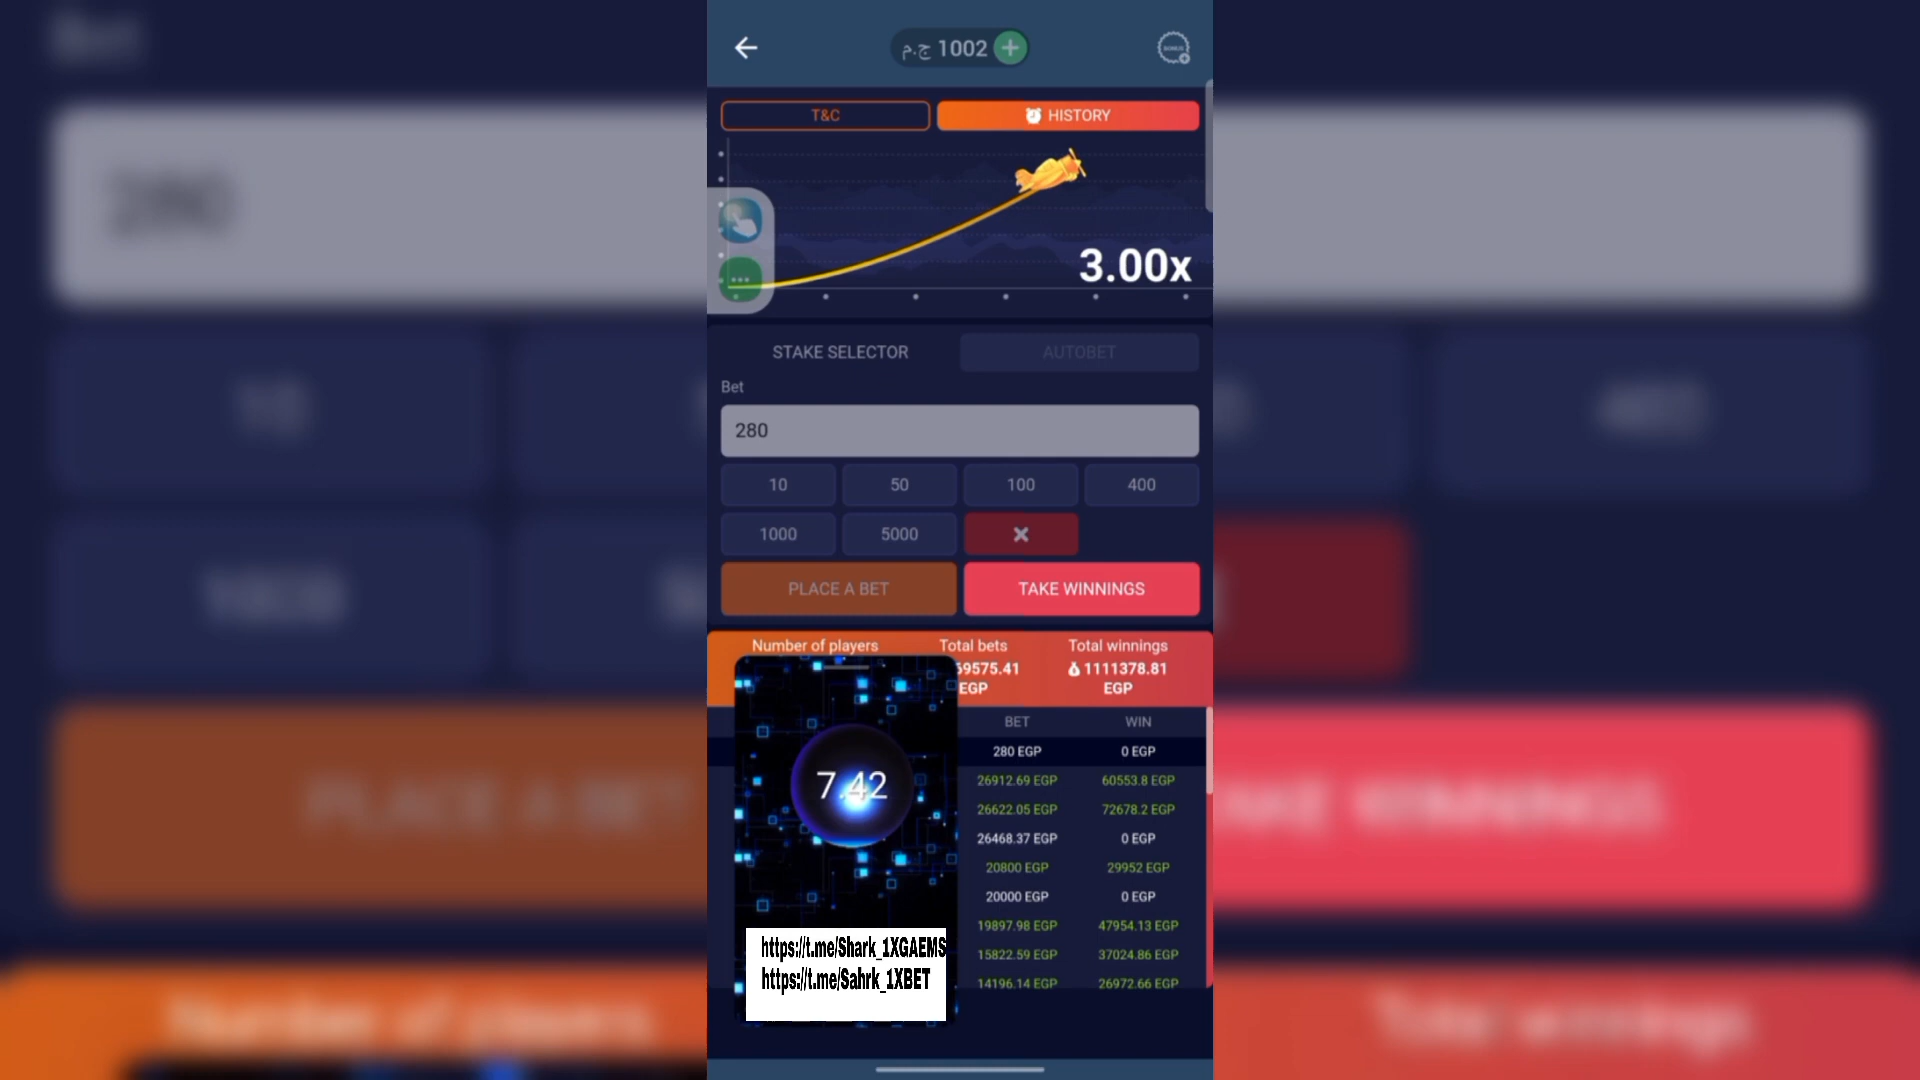 ج.م 1002
BONUS
T&C
HISTORY
3.00x
STAKE SELECTOR
AUTOBET
Bet
280
10
50
100
400
1000
5000
PLACE A BET
TAKE WINNINGS
Number of players
Total bets
Total winnings
69575.41
EGP
1111378.81
EGP
BET
WIN
280 EGP
0 EGP
26912.69 EGP
60553.8 EGP
26622.05 EGP
72678.2 EGP
26468.37 EGP
0 EGP
20800 EGP
29952 EGP
20000 EGP
0 EGP
19897.98 EGP
47954.13 EGP
15822.59 EGP
37024.86 EGP
14196.14 EGP
26972.66 EGP
7.42
https://t.me/Shark_1XGAEMS
https://t.me/Sahrk_1XBET